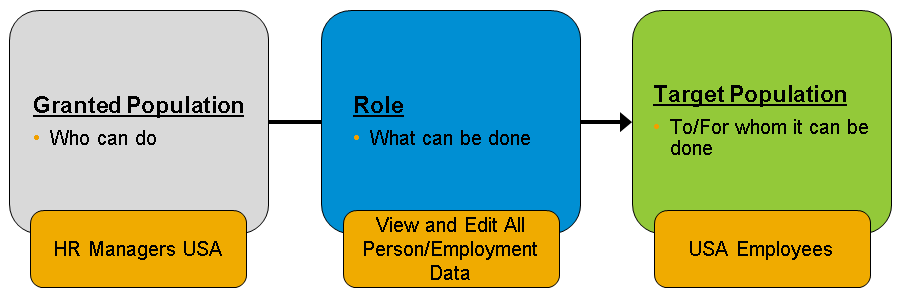 Granted Population
• Who can do
HR Managers USA
Role
• What can be done
View and Edit All
Person/Employment
Data
Target Population
• To/For whom it can be
done
USA Employees